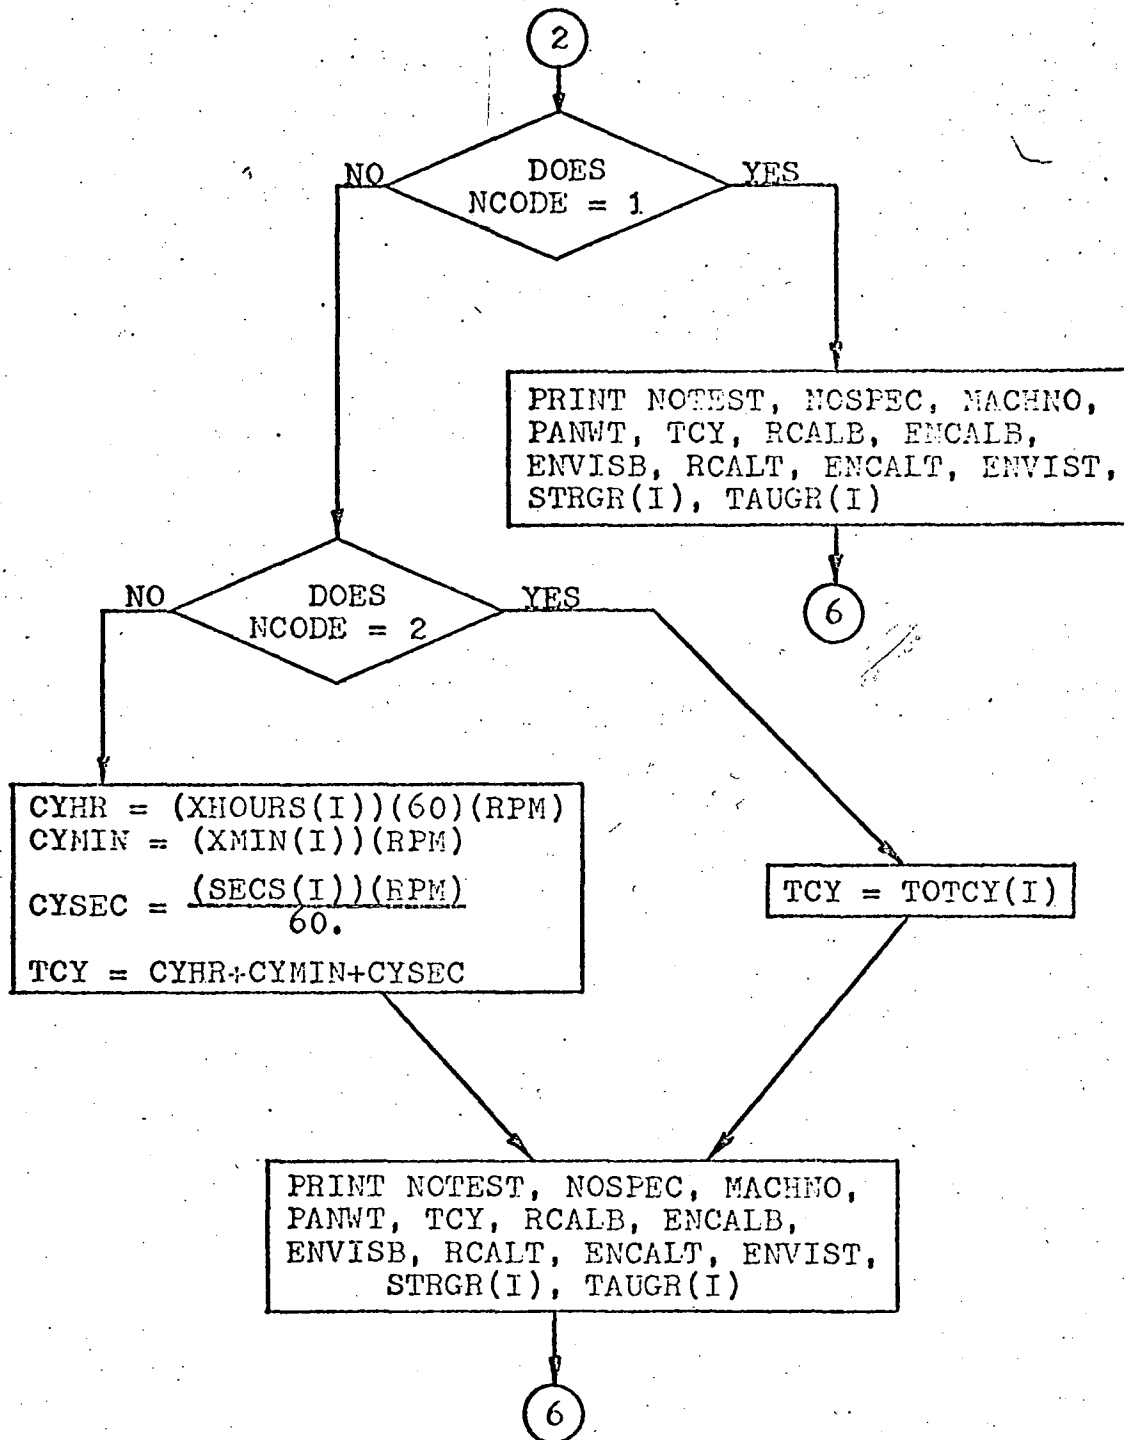 2
DOES
NCODE = 1
NO
YES
PRINT NOTEST, NOSPEC, MACHNO,
PANWT, TCY, RCALB, ENCALB,
ENVISB, RCALT, ENCALT, ENVIST,
STRGR(I), TAUGR(I)
6
DOES
NCODE = 2
NO
YES
CYHR = (XHOURS(I))(60)(RPM)
CYMIN = (XMIN(I))(RPM)
CYSEC = (SECS(I))(RPM)
60.
TCY = CYHR+CYMIN+CYSEC
TCY = TOTCY(I)
PRINT NOTEST, NOSPEC, MACHNO,
PANWT, TCY, RCALB, ENCALB,
ENVISB, RCALT, ENCALT, ENVIST,
STRGR(I), TAUGR(I)
6